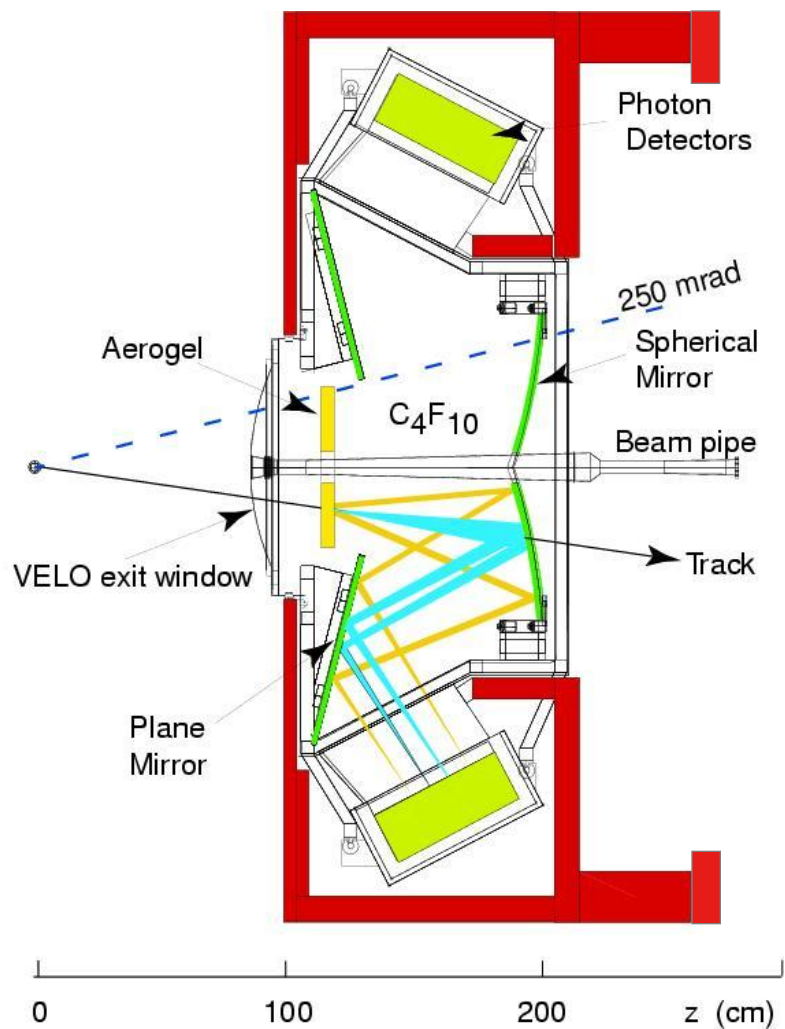 Photon
Detectors
250 mrad
Aerogel
Spherical
Mirror
C₄F₁₀
Beam pipe
VELO exit window
Track
Plane
Mirror
0 100 200 z (cm)